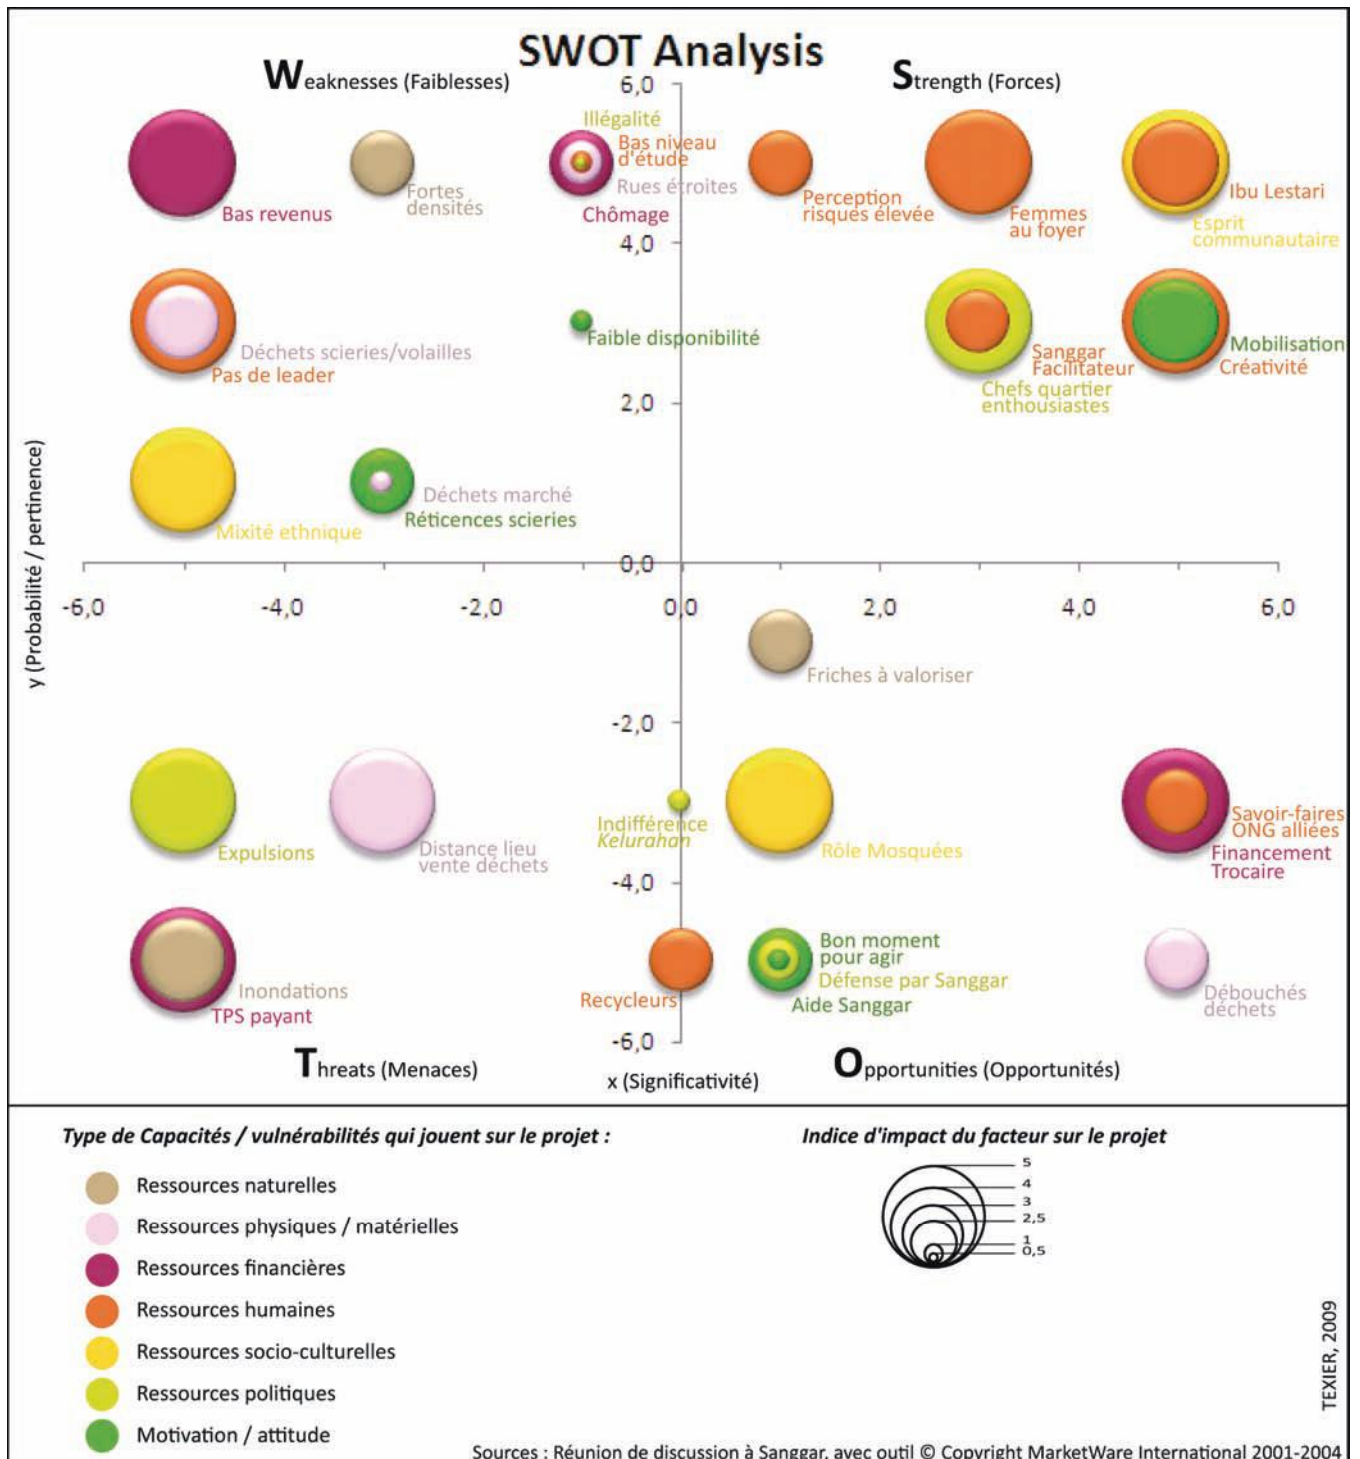 SWOT Analysis
Weaknesses (Faiblesses)
Strength (Forces)
6,0
Illégalité
Bas niveau
d'étude
Rues étroites
Chômage
Bas revenus
Fortes
densités
Perception
risques élevée
Femmes
au foyer
Ibu Lestari
Esprit
communautaire
4,0
Déchets scieries/volailles
Pas de leader
Faible disponibilité
Sanggar
Facilitateur
Chefs quartier
enthousiastes
Mobilisation
Créativité
2,0
y (Probabilité / pertinence)
Mixité ethnique
Déchets marché
Réticences scieries
0,0
-6,0
-4,0
-2,0
0,0
2,0
4,0
6,0
Friches à valoriser
-2,0
Expulsions
Distance lieu
vente déchets
Indifférence
Kelurahan
Rôle Mosquées
Savoir-faires
ONG alliées
Financement
Trocaire
-4,0
Inondations
TPS payant
Recycleurs
Bon moment
pour agir
Défense par Sanggar
Aide Sanggar
Débouchés
déchets
-6,0
Threats (Menaces)
x (Significativité)
Opportunities (Opportunités)
Type de Capacités / vulnérabilités qui jouent sur le projet :
Ressources naturelles
Ressources physiques / matérielles
Ressources financières
Ressources humaines
Ressources socio-culturelles
Ressources politiques
Motivation / attitude
Indice d'impact du facteur sur le projet
5
4
3
2,5
1
0,5
TEXIER, 2009
Sources : Réunion de discussion à Sanggar, avec outil © Copyright MarketWare International 2001-2004